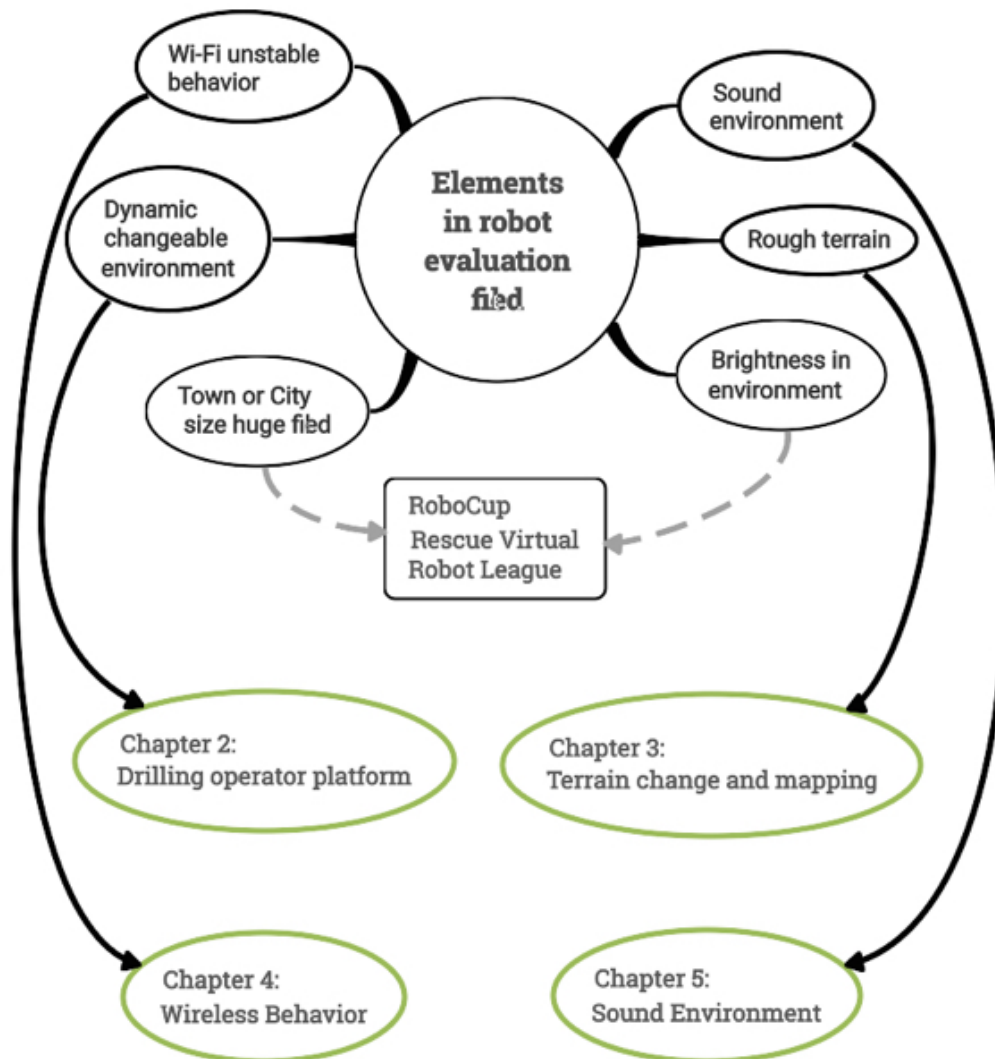 Wi-Fi unstable
behavior
Sound
environment
Elements
in robot
evaluation
filed
Dynamic
changeable
environment
Rough terrain
Town or City
size huge filed
Brightness in
environment
RoboCup
Rescue Virtual
Robot League
Chapter 2:
Drilling operator platform
Chapter 3:
Terrain change and mapping
Chapter 4:
Wireless Behavior
Chapter 5:
Sound Environment